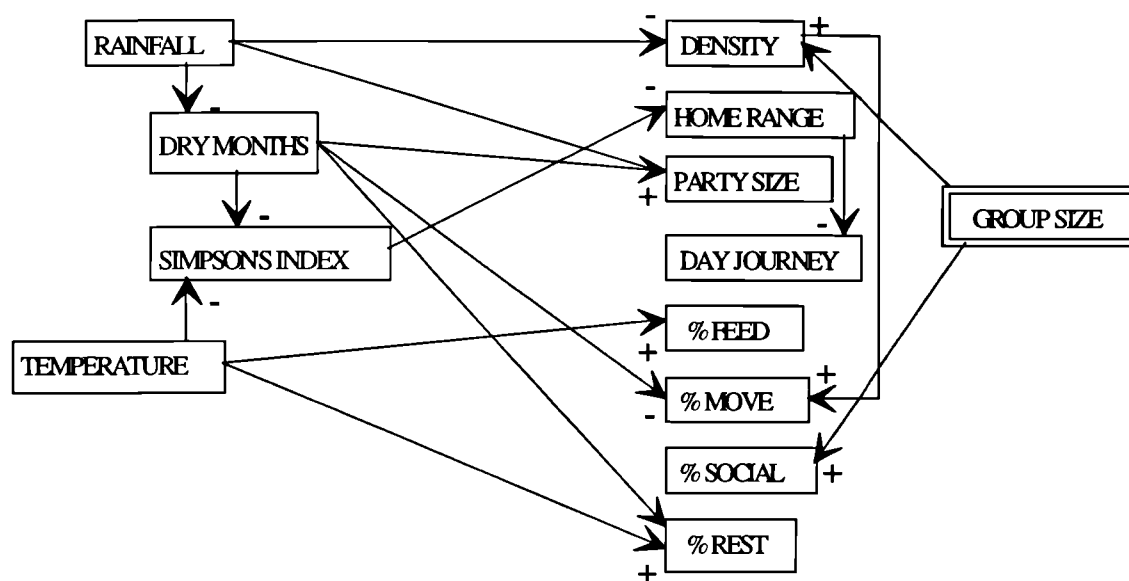 RAINFALL
DRY MONTHS
SIMPSON'S INDEX
TEMPERATURE
-
-
-
-
DENSITY
+
-
HOME RANGE
PARTY SIZE
+
-
DAY JOURNEY
% FEED
+
% MOVE
+
-
% SOCIAL
+
% REST
+
GROUP SIZE